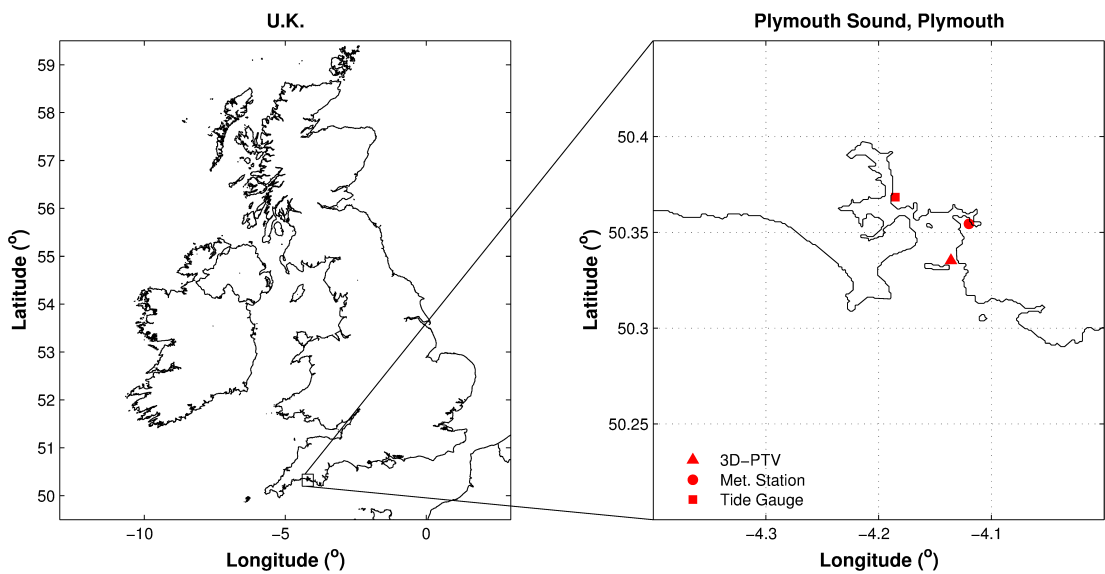 U.K.
Latitude (°)
59
58
57
56
55
54
53
52
51
50
−10
−5
0
Longitude (°)
Plymouth Sound, Plymouth
Latitude (°)
50.4
50.35
50.3
50.25
3D−PTV
Met. Station
Tide Gauge
−4.3
−4.2
−4.1
Longitude (°)